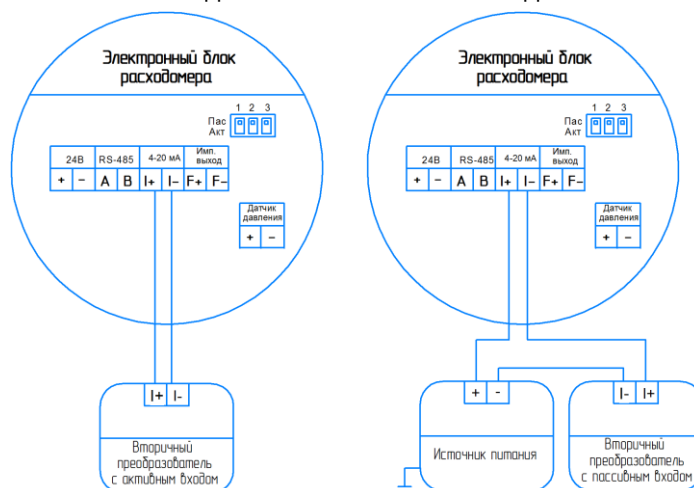 Электронный блок
расходомера
1 2 3
Пас
Акт
24В RS-485 4-20 мА Имп. выход
+ - A B I+ I- F+ F-
Датчик
давления
+ -
I+ I-
Вторичный
преобразователь
с активным входом
Электронный блок
расходомера
1 2 3
Пас
Акт
24В RS-485 4-20 мА Имп. выход
+ - A B I+ I- F+ F-
Датчик
давления
+ -
+ -
Источник питания
I- I+
Вторичный
преобразователь
с пассивным входом